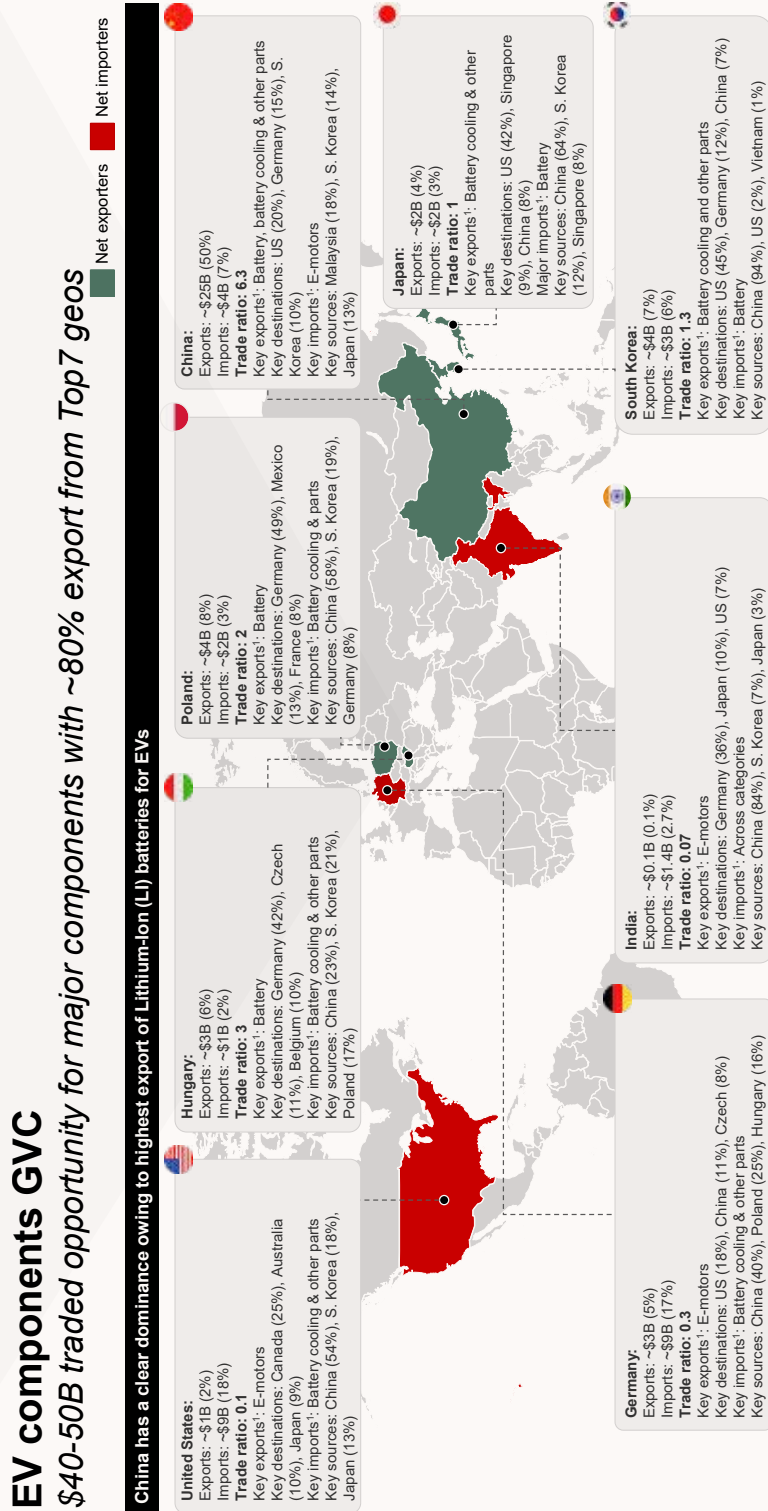 EV components GVC
$40-50B traded opportunity for major components with ~80% export from Top7 geos
Net exporters
Net importers
China has a clear dominance owing to highest export of Lithium-Ion (LI) batteries for EVs
United States:
Exports: ~$1B (2%)
Imports: ~$9B (18%)
Trade ratio: 0.1
Key exports¹: E-motors
Key destinations: Canada (25%), Australia
(10%), Japan (9%)
Key imports¹: Battery cooling & other parts
Key sources: China (54%), S. Korea (18%),
Japan (13%)
Hungary:
Exports: ~$3B (6%)
Imports: ~$1B (2%)
Trade ratio: 3
Key exports¹: Battery
Key destinations: Germany (42%), Czech
(11%), Belgium (10%)
Key imports¹: Battery cooling & other parts
Key sources: China (23%), S. Korea (21%),
Poland (17%)
Poland:
Exports: ~$4B (8%)
Imports: ~$2B (3%)
Trade ratio: 2
Key exports¹: Battery
Key destinations: Germany (49%), Mexico
(13%), France (8%)
Key imports¹: Battery cooling & parts
Key sources: China (58%), S. Korea (19%),
Germany (8%)
China:
Exports: ~$25B (50%)
Imports: ~$4B (7%)
Trade ratio: 6.3
Key exports¹: Battery, battery cooling & other parts
Key destinations: US (20%), Germany (15%), S.
Korea (10%)
Key imports¹: E-motors
Key sources: Malaysia (18%), S. Korea (14%),
Japan (13%)
Japan:
Exports: ~$2B (4%)
Imports: ~$2B (3%)
Trade ratio: 1
Key exports¹: Battery cooling & other
parts
Key destinations: US (42%), Singapore
(9%), China (8%)
Major imports¹: Battery
Key sources: China (64%), S. Korea
(12%), Singapore (8%)
Germany:
Exports: ~$3B (5%)
Imports: ~$9B (17%)
Trade ratio: 0.3
Key exports¹: E-motors
Key destinations: US (18%), China (11%), Czech (8%)
Key imports¹: Battery cooling & other parts
Key sources: China (40%), Poland (25%), Hungary (16%)
India:
Exports: ~$0.1B (0.1%)
Imports: ~$1.4B (2.7%)
Trade ratio: 0.07
Key exports¹: E-motors
Key destinations: Germany (36%), Japan (10%), US (7%)
Key imports¹: Across categories
Key sources: China (84%), S. Korea (7%), Japan (3%)
South Korea:
Exports: ~$4B (7%)
Imports: ~$3B (6%)
Trade ratio: 1.3
Key exports¹: Battery cooling and other parts
Key destinations: US (45%), Germany (12%), China (7%)
Key imports¹: Battery
Key sources: China (94%), US (2%), Vietnam (1%)